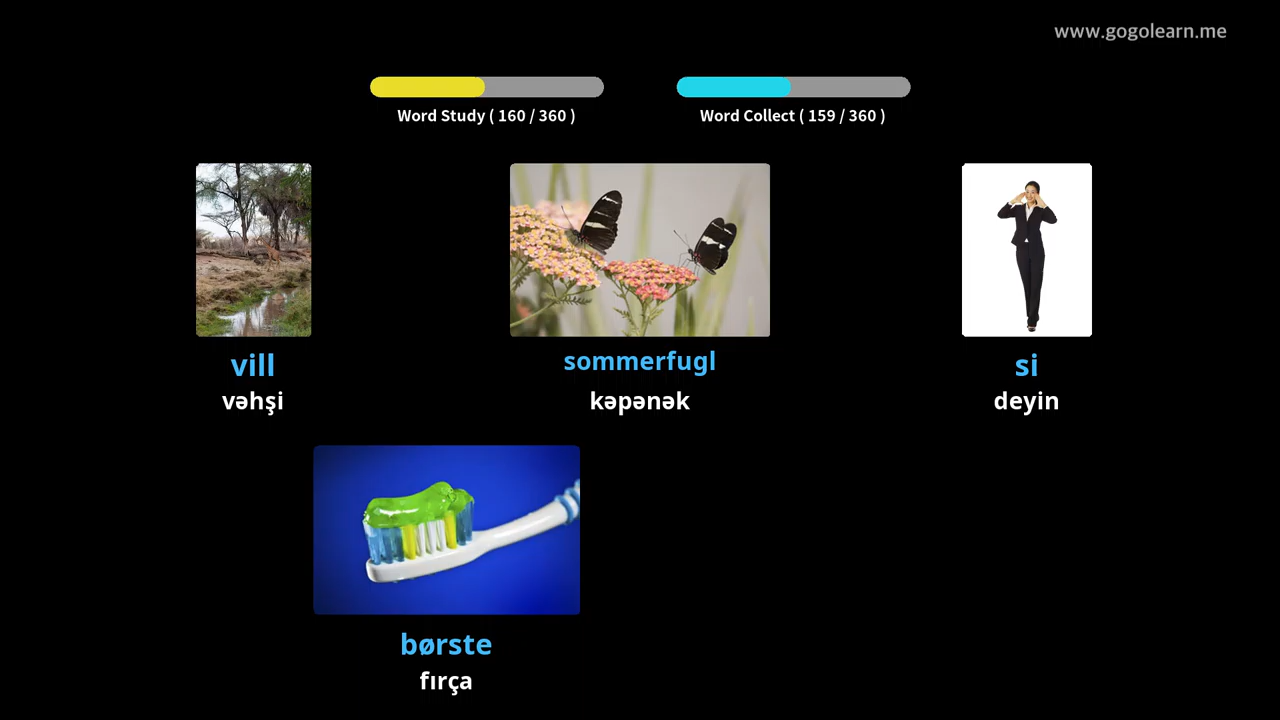 www.gogolearn.me
Word Study ( 160 / 360 )
Word Collect ( 159 / 360 )
vill
sommerfugl
si
vəhşi
kəpənək
deyin
børste
fırça